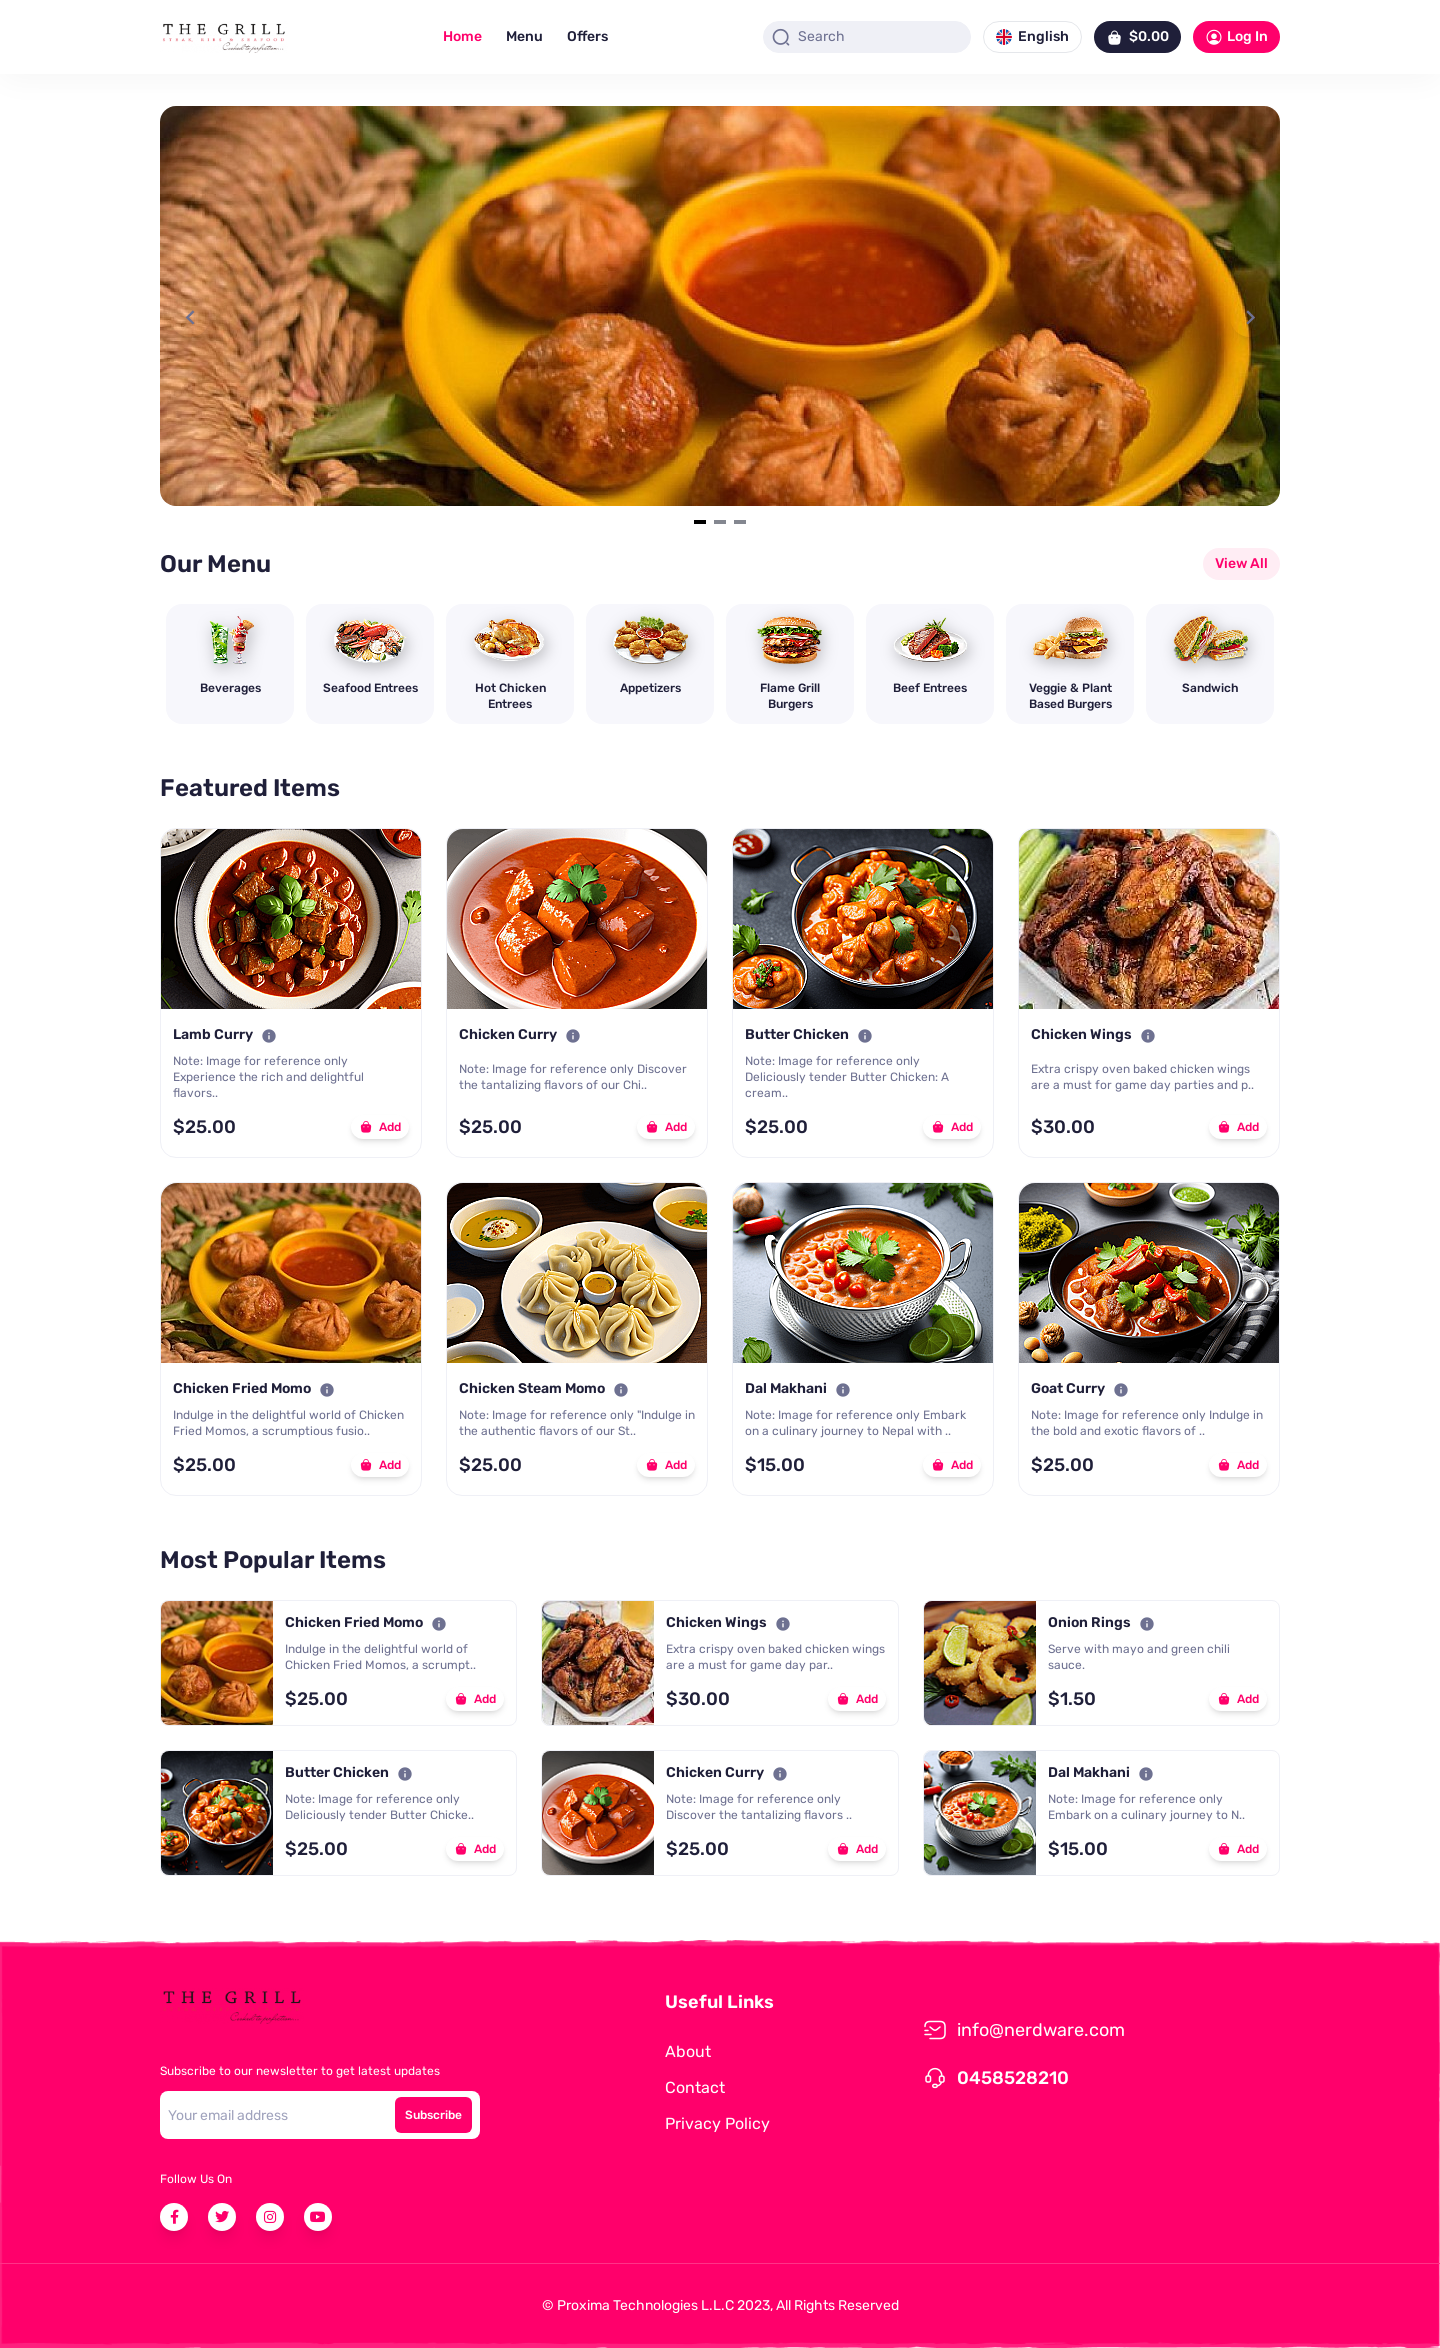 THE GRILL
STEAK, RIBS & SEAFOOD
Cooked to perfection...
Home
Menu
Offers
Search
English
$0.00
Log In
Our Menu
View All
Beverages
Seafood Entrees
Hot Chicken
Entrees
Appetizers
Flame Grill
Burgers
Beef Entrees
Veggie & Plant
Based Burgers
Sandwich
Featured Items
Lamb Curry
Note: Image for reference only
Experience the rich and delightful
flavors..
$25.00
Add
Chicken Curry
Note: Image for reference only Discover
the tantalizing flavors of our Chi..
$25.00
Add
Butter Chicken
Note: Image for reference only
Deliciously tender Butter Chicken: A
cream..
$25.00
Add
Chicken Wings
Extra crispy oven baked chicken wings
are a must for game day parties and p..
$30.00
Add
Chicken Fried Momo
Indulge in the delightful world of Chicken
Fried Momos, a scrumptious fusio..
$25.00
Add
Chicken Steam Momo
Note: Image for reference only "Indulge in
the authentic flavors of our St..
$25.00
Add
Dal Makhani
Note: Image for reference only Embark
on a culinary journey to Nepal with ..
$15.00
Add
Goat Curry
Note: Image for reference only Indulge in
the bold and exotic flavors of ..
$25.00
Add
Most Popular Items
Chicken Fried Momo
Indulge in the delightful world of
Chicken Fried Momos, a scrumpt..
$25.00
Add
Chicken Wings
Extra crispy oven baked chicken wings
are a must for game day par..
$30.00
Add
Onion Rings
Serve with mayo and green chili
sauce.
$1.50
Add
Butter Chicken
Note: Image for reference only
Deliciously tender Butter Chicke..
$25.00
Add
Chicken Curry
Note: Image for reference only
Discover the tantalizing flavors ..
$25.00
Add
Dal Makhani
Note: Image for reference only
Embark on a culinary journey to N..
$15.00
Add
THE GRILL
Cooked to perfection...
Subscribe to our newsletter to get latest updates
Your email address
Subscribe
Follow Us On
Useful Links
About
Contact
Privacy Policy
info@nerdware.com
0458528210
© Proxima Technologies L.L.C 2023, All Rights Reserved